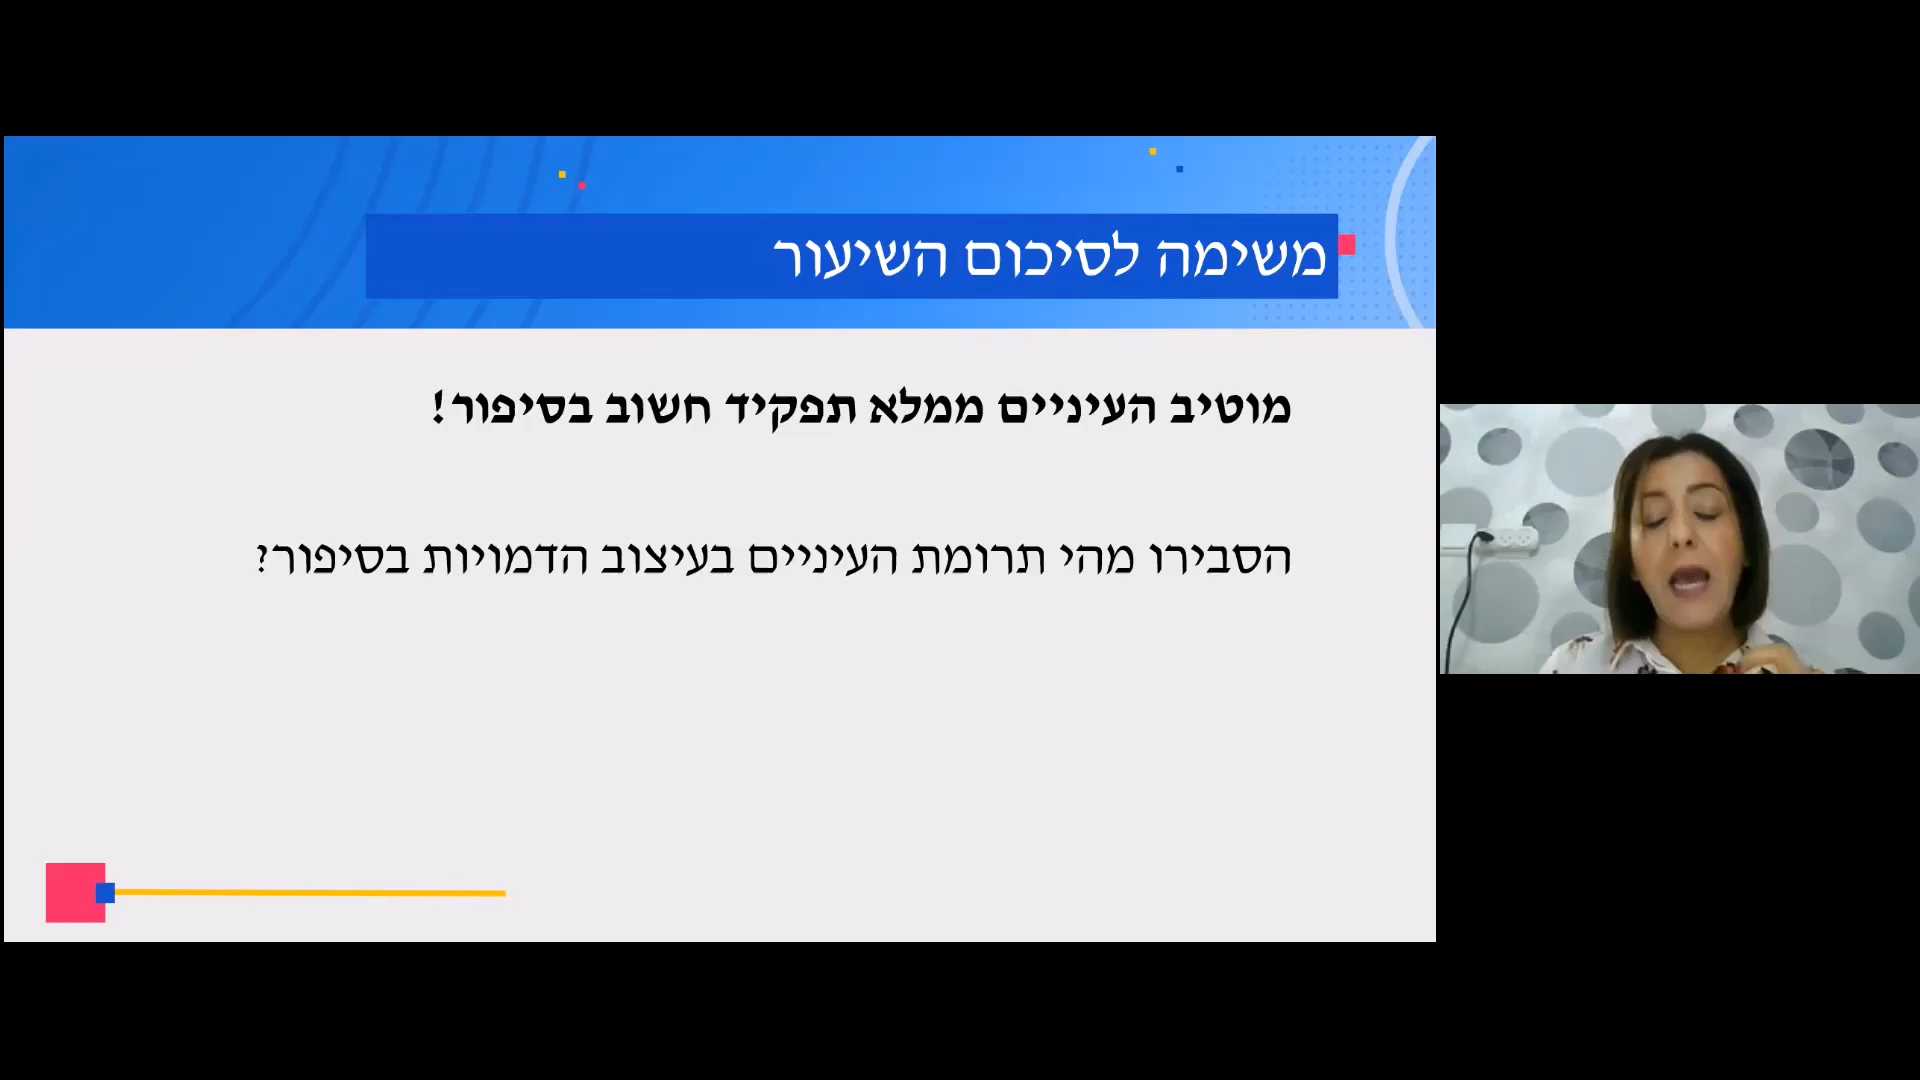 משימה לסיכום השיעור
מוטיב העיניים ממלא תפקיד חשוב בסיפור!
הסבירו מהי תרומת העיניים בעיצוב הדמויות בסיפור?